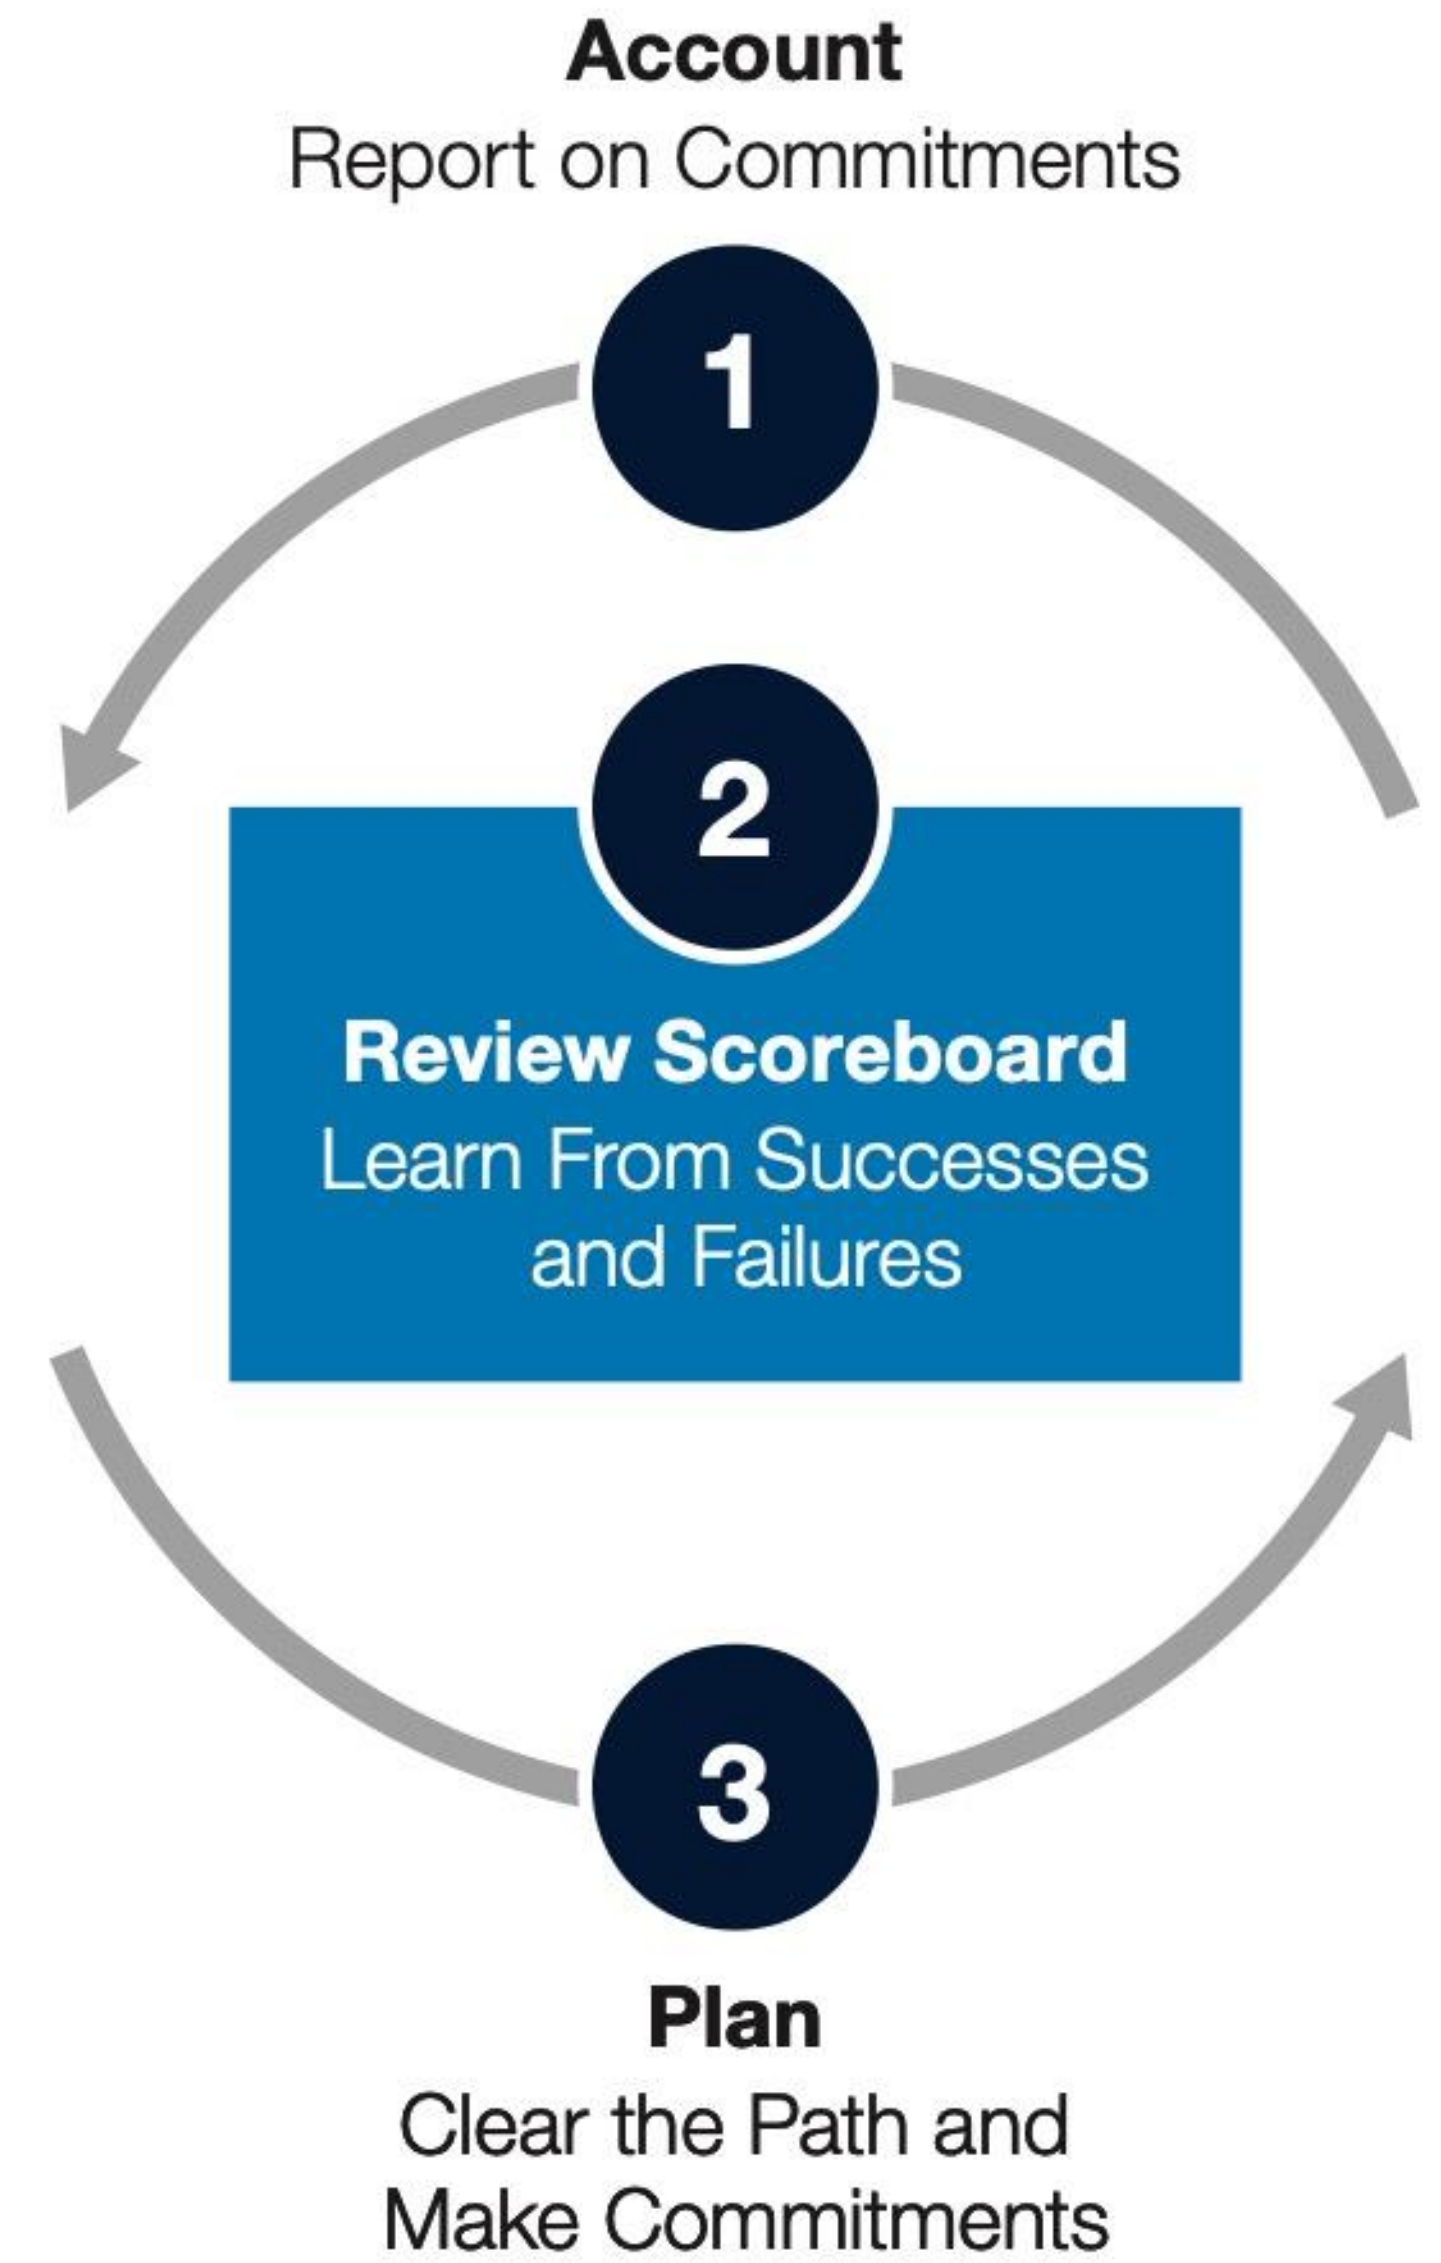 Account
Report on Commitments
1
2
Review Scoreboard
Learn From Successes
and Failures
3
Plan
Clear the Path and
Make Commitments